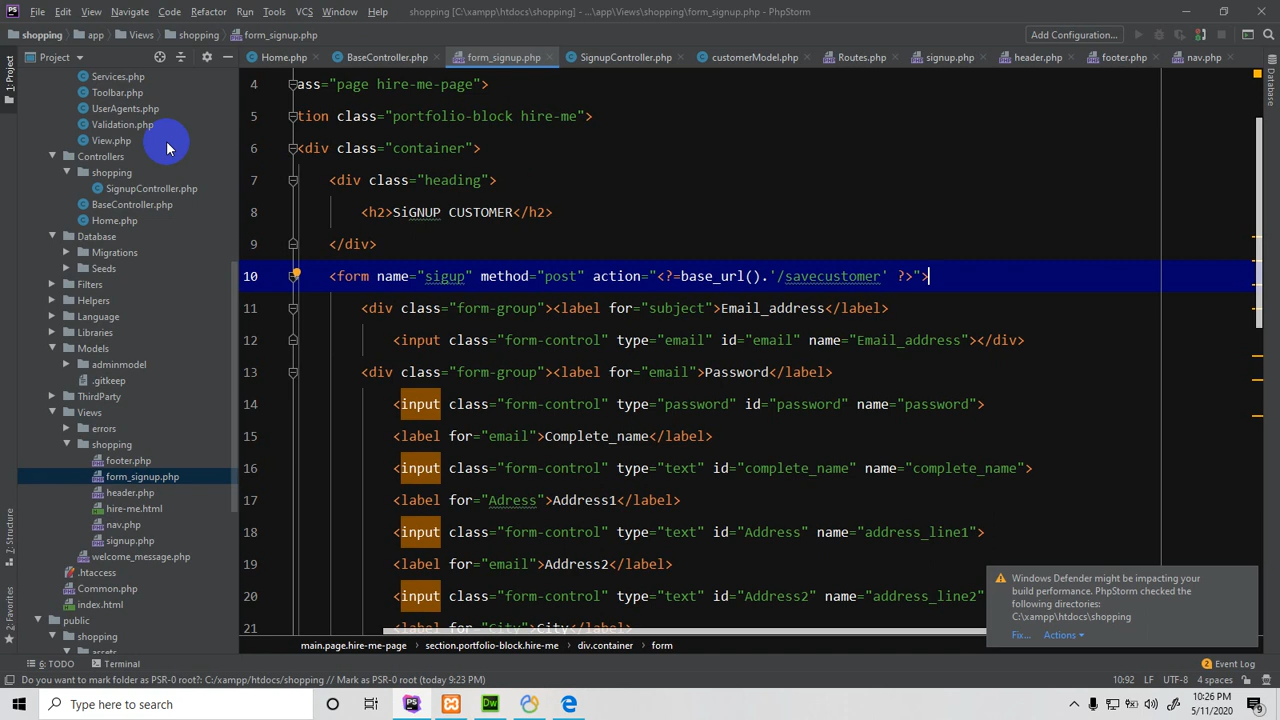 File Edit View Navigate Code Refactor Run Tools VCS Window Help shopping [C:\xampp\htdocs\shopping] - ...\app\Views\shopping\form_signup.php - PhpStorm
shopping app Views shopping form_signup.php Add Configuration...
Project Home.php BaseController.php form_signup.php SignupController.php customerModel.php Routes.php signup.php header.php footer.php nav.php
1: Project
Database
Services.php
Toolbar.php
UserAgents.php
Validation.php
View.php
Controllers
shopping
SignupController.php
BaseController.php
Home.php
Database
Migrations
Seeds
Filters
Helpers
Language
Libraries
Models
adminmodel
.gitkeep
ThirdParty
Views
errors
shopping
footer.php
form_signup.php
header.php
hire-me.html
nav.php
signup.php
welcome_message.php
.htaccess
Common.php
index.html
public
shopping
assets
Z: Structure
2: Favorites
4 ass="page hire-me-page">
5 tion class="portfolio-block hire-me">
6 <div class="container">
7 <div class="heading">
8 <h2>SiGNUP CUSTOMER</h2>
9 </div>
10 <form name="sigup" method="post" action="<?=base_url().'/savecustomer' ?>">
11 <div class="form-group"><label for="subject">Email_address</label>
12 <input class="form-control" type="email" id="email" name="Email_address"></div>
13 <div class="form-group"><label for="email">Password</label>
14 <input class="form-control" type="password" id="password" name="password">
15 <label for="email">Complete_name</label>
16 <input class="form-control" type="text" id="complete_name" name="complete_name">
17 <label for="Adress">Address1</label>
18 <input class="form-control" type="text" id="Address" name="address_line1">
19 <label for="email">Address2</label>
20 <input class="form-control" type="text" id="Address2" name="address_line2"
21 <label for="City">City</label>
Windows Defender might be impacting your
build performance. PhpStorm checked the
following directories:
C:\xampp\htdocs\shopping
Fix... Actions
main.page.hire-me-page section.portfolio-block.hire-me div.container form
6: TODO Terminal 2 Event Log
Do you want to mark folder as PSR-0 root?: C:/xampp/htdocs/shopping // Mark as PSR-0 root (today 9:23 PM) 10:92 LF UTF-8 4 spaces
Type here to search
10:26 PM
5/11/2020
9